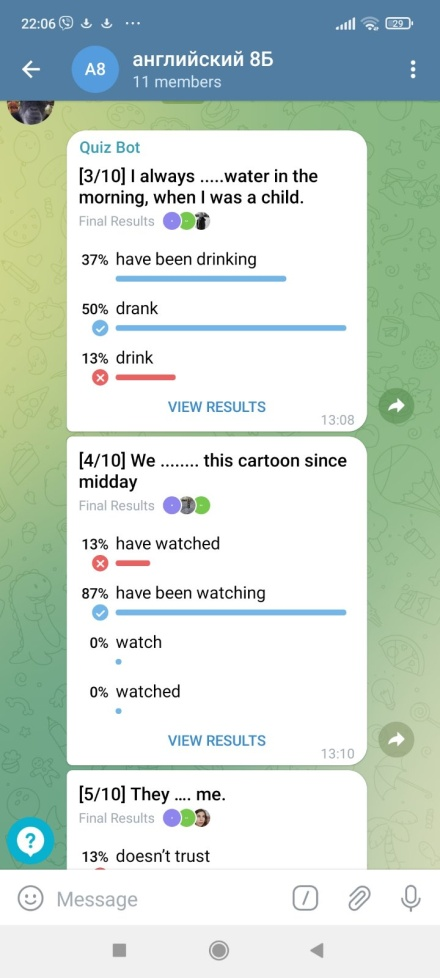 22:06
29
A8
английский 8Б
11 members
Quiz Bot
[3/10] I always .....water in the
morning, when I was a child.
Final Results
37% have been drinking
50% drank
13% drink
VIEW RESULTS
13:08
[4/10] We ........ this cartoon since
midday
Final Results
13% have watched
87% have been watching
0% watch
0% watched
VIEW RESULTS
13:10
[5/10] They .... me.
Final Results
13% doesn't trust
Message